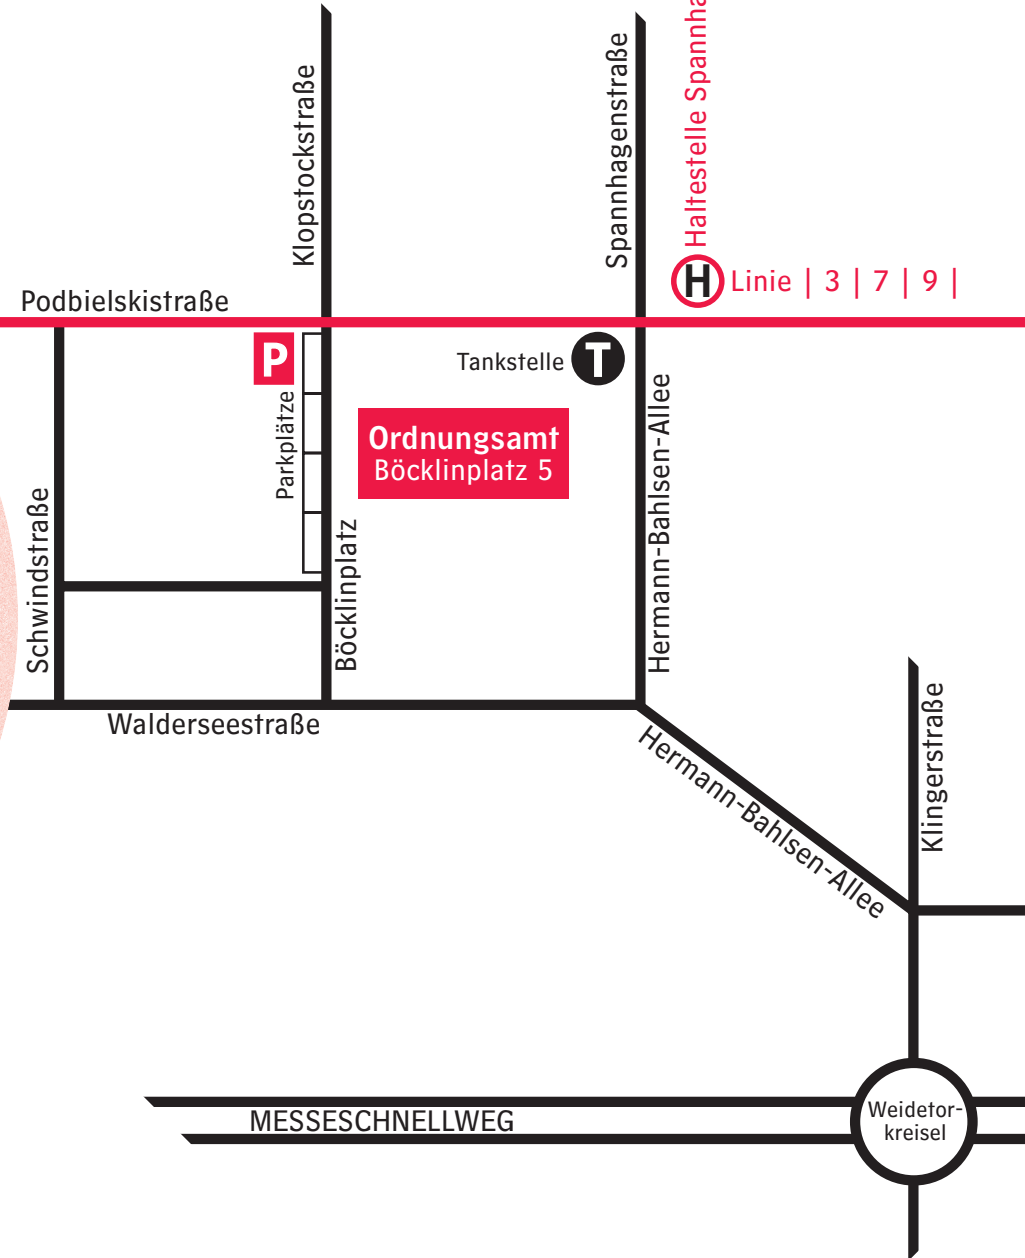 Klopstockstraße
Spannhagenstraße
Haltestelle
H
Linie | 3 | 7 | 9 |
Podbielskistraße
P
Parkplätze
Tankstelle
T
Ordnungsamt
Böcklinplatz 5
Hermann-Bahlsen-Allee
Schwindstraße
Böcklinplatz
Walderseestraße
Hermann-Bahlsen-Allee
Klingerstraße
MESSESCHNELLWEG
Weidetor-
kreisel